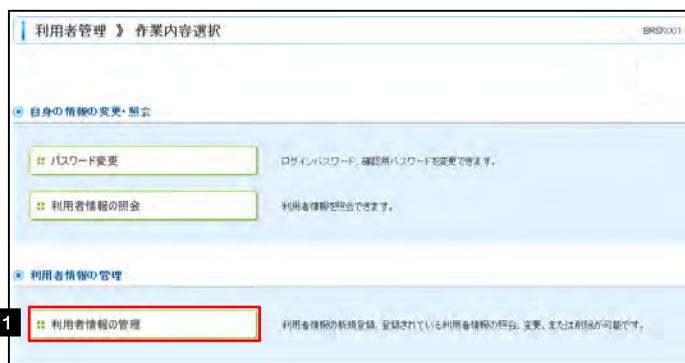 利用者管理 》 作業内容選択
BRSK001
自身の情報の変更・照会
パスワード変更
ログインパスワード、確認用パスワードを変更できます。
利用者情報の照会
利用者情報を照会できます。
利用者情報の管理
1
利用者情報の管理
利用者情報の新規登録、登録されている利用者情報の照会、変更、または削除が可能です。